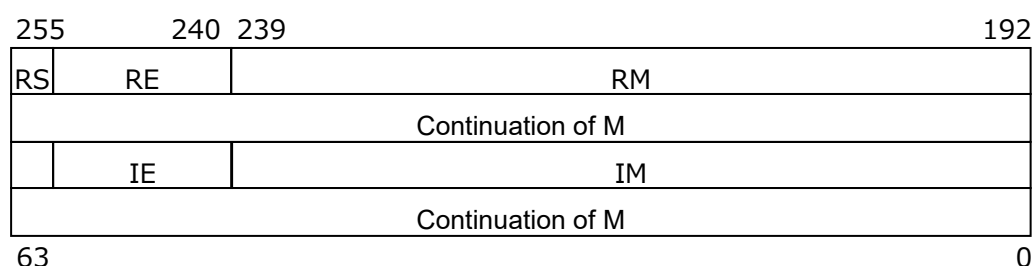 255 240 239 192
RS RE RM
Continuation of M
IE IM
Continuation of M
63 0